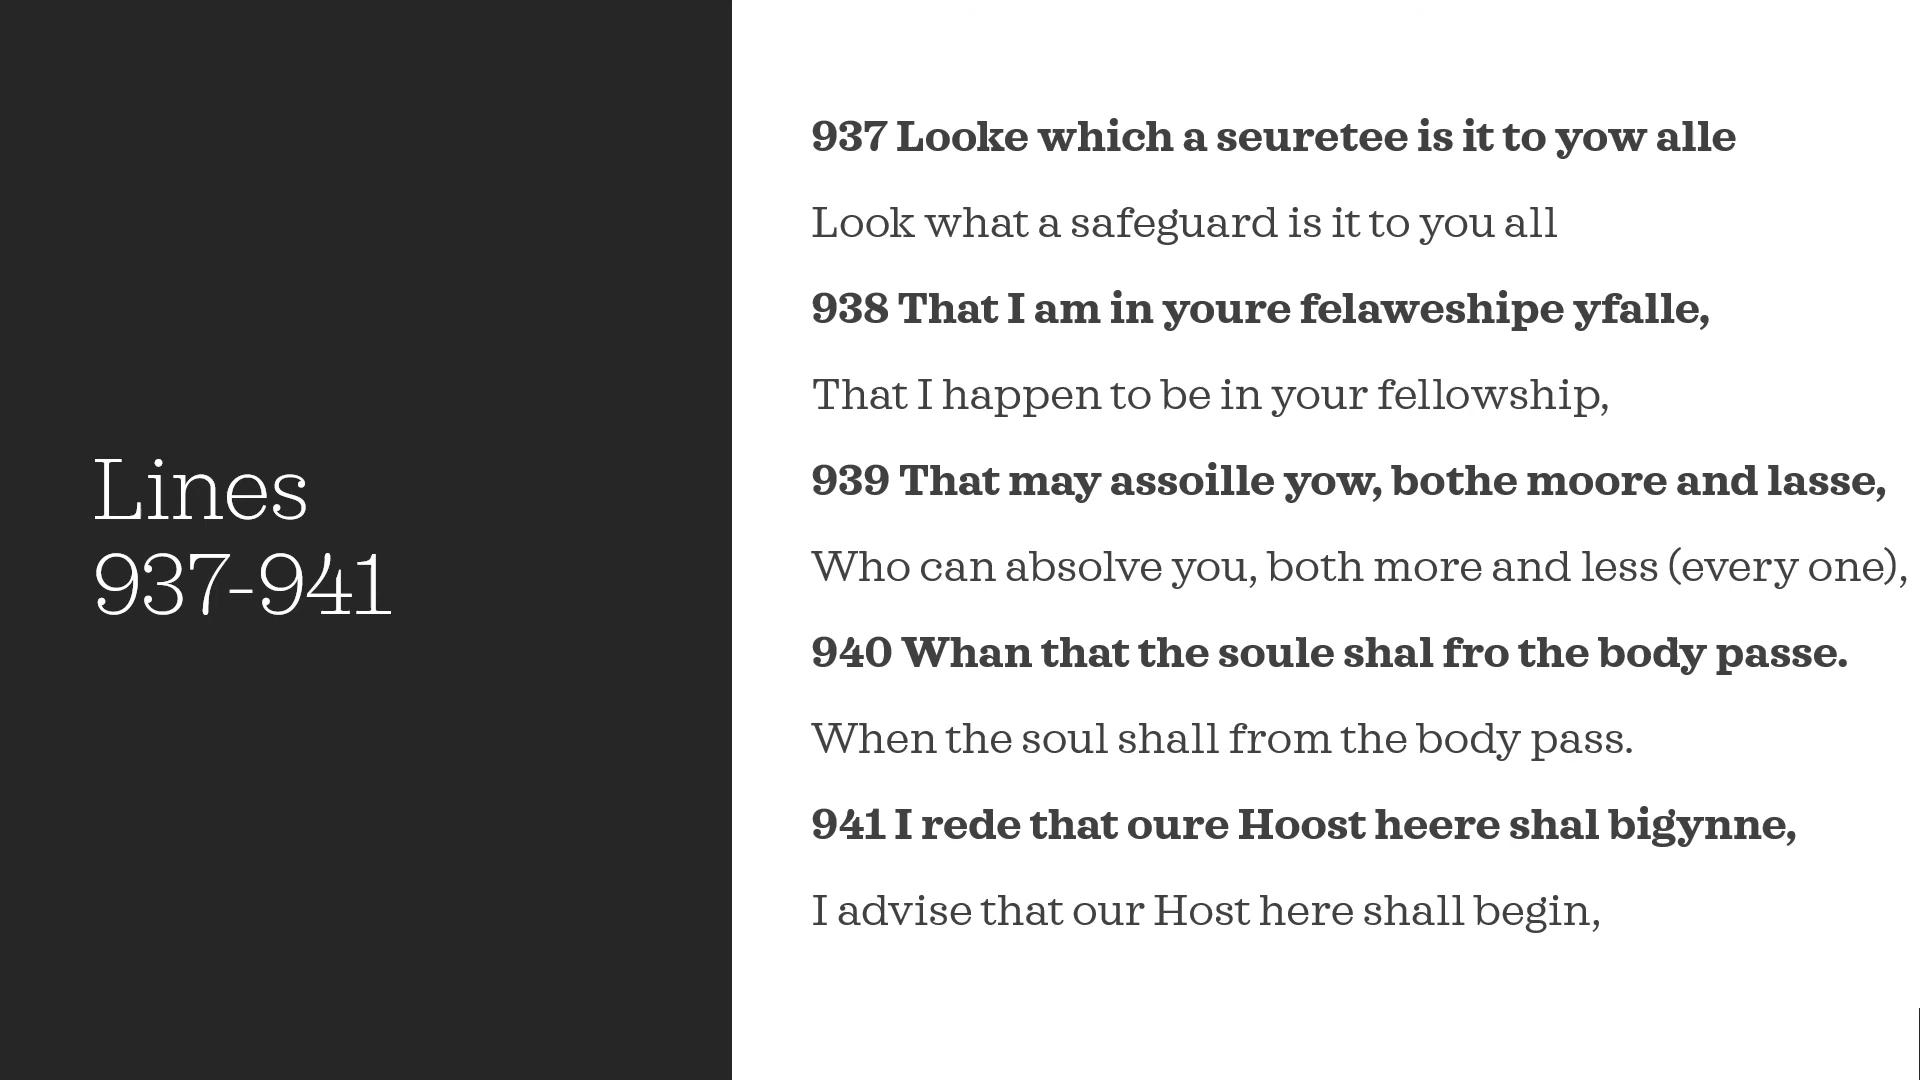 Lines
937-941
937 Looke which a seuretee is it to yow alle
Look what a safeguard is it to you all
938 That I am in youre felaweshipe yfalle,
That I happen to be in your fellowship,
939 That may assoille yow, bothe moore and lasse,
Who can absolve you, both more and less (every one),
940 Whan that the soule shal fro the body passe.
When the soul shall from the body pass.
941 I rede that oure Hoost heere shal bigynne,
I advise that our Host here shall begin,